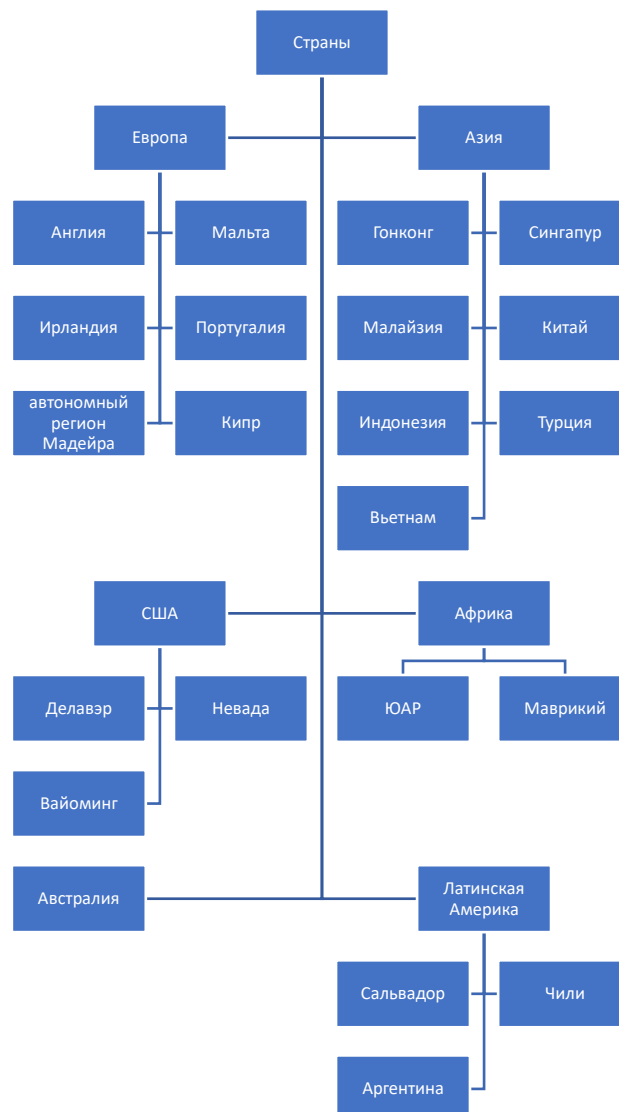 Страны
Европа
Азия
Англия
Мальта
Гонконг
Сингапур
Ирландия
Португалия
Малайзия
Китай
автономный
регион
Мадейра
Кипр
Индонезия
Турция
Вьетнам
США
Африка
Делавэр
Невада
ЮАР
Маврикий
Вайоминг
Австралия
Латинская
Америка
Сальвадор
Чили
Аргентина